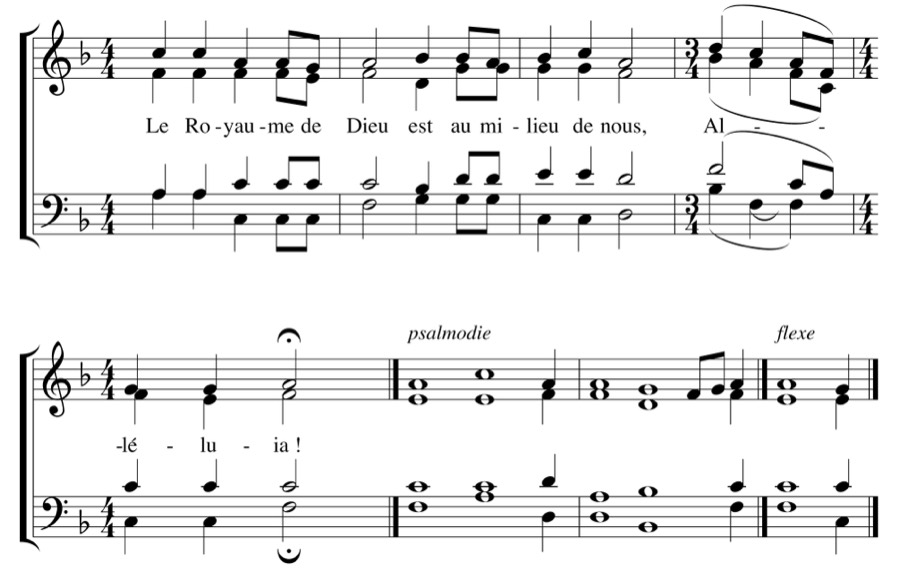 Le Ro - yau - me de Dieu est au mi - lieu de nous, Al - -
psalmodie flexe
-lé - lu - ia !